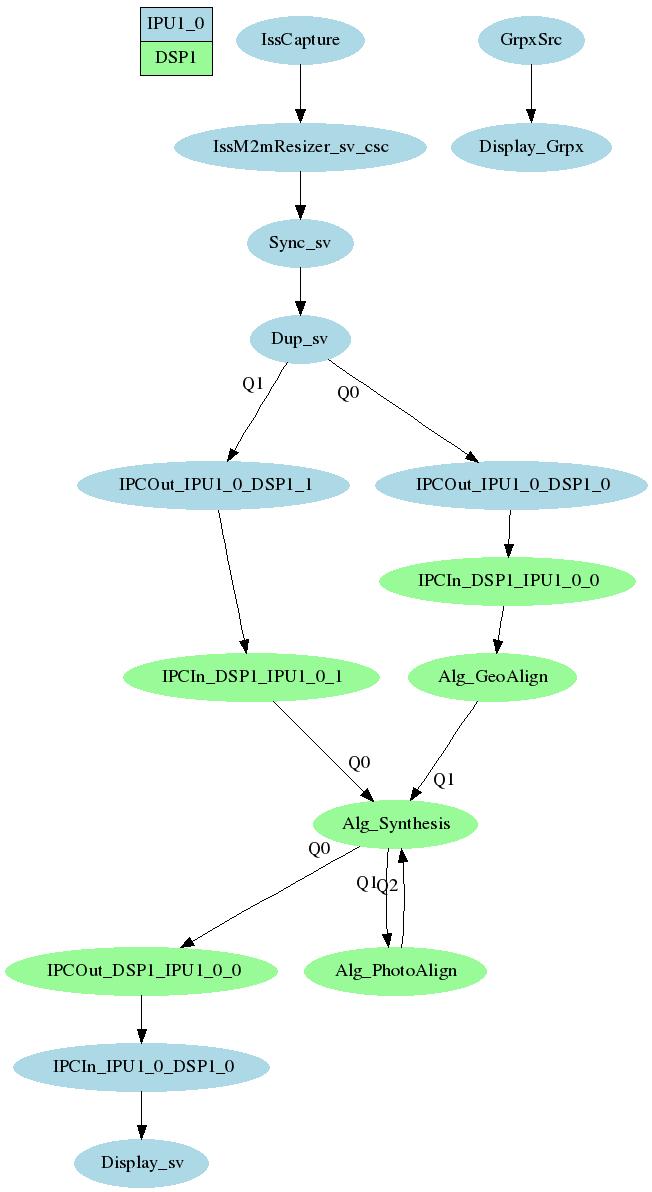 IPU1_0
DSP1
IssCapture
GrpxSrc
IssM2mResizer_sv_csc
Display_Grpx
Sync_sv
Dup_sv
Q1
Q0
IPCOut_IPU1_0_DSP1_1
IPCOut_IPU1_0_DSP1_0
IPCIn_DSP1_IPU1_0_0
IPCIn_DSP1_IPU1_0_1
Alg_GeoAlign
Q0
Q1
Alg_Synthesis
Q0
Q1
Q2
IPCOut_DSP1_IPU1_0_0
Alg_PhotoAlign
IPCIn_IPU1_0_DSP1_0
Display_sv